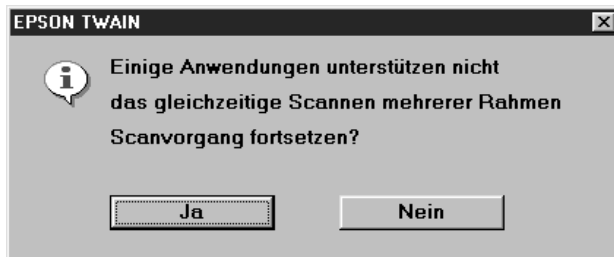 EPSON TWAIN
Einige Anwendungen unterstützen nicht
das gleichzeitige Scannen mehrerer Rahmen
Scanvorgang fortsetzen?
Ja
Nein